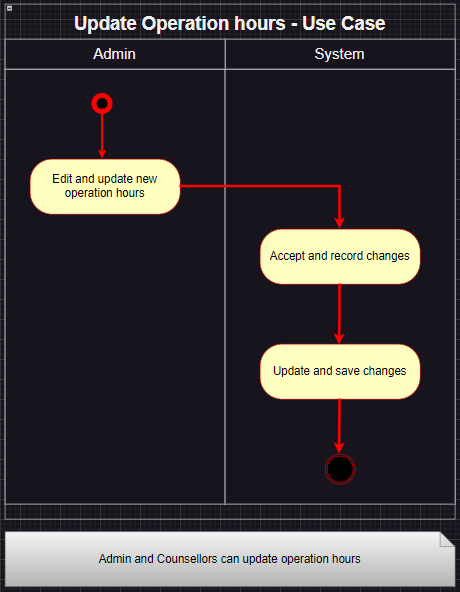 Update Operation hours - Use Case
Admin
System
Edit and update new
operation hours
Accept and record changes
Update and save changes
Admin and Counsellors can update operation hours